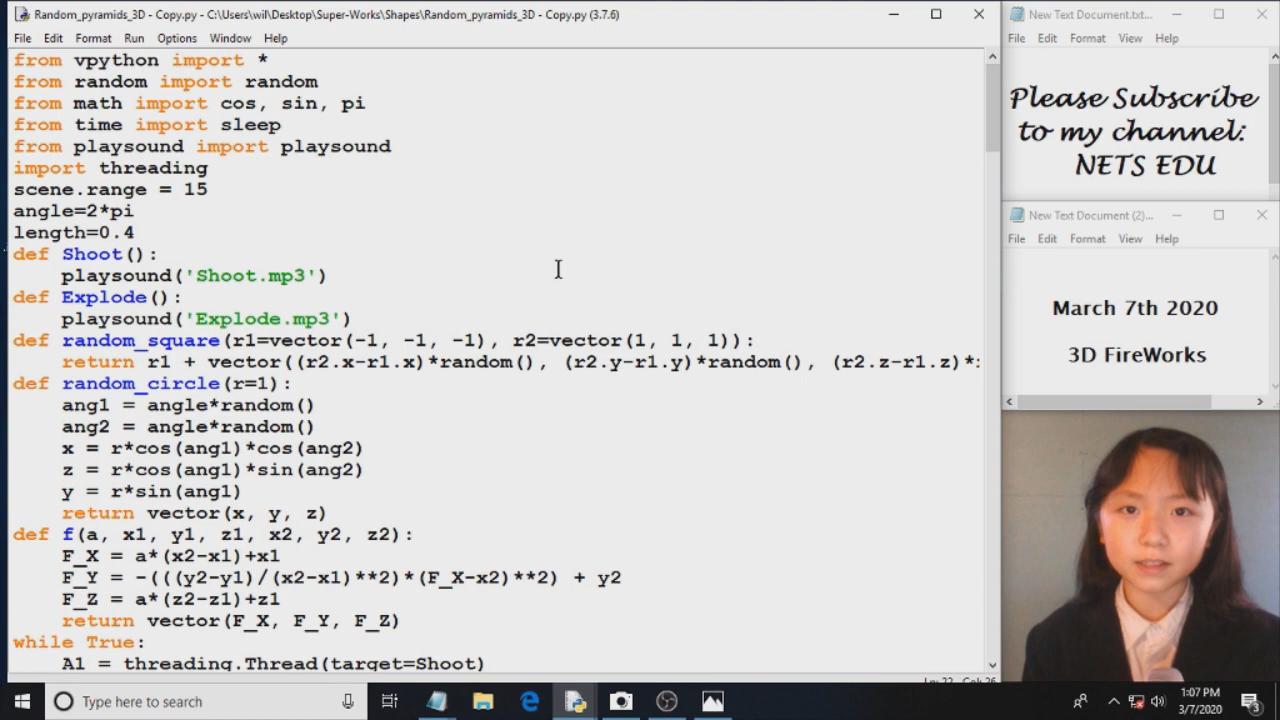 Random_pyramids_3D - Copy.py - C:\Users\wil\Desktop\Super-Works\Shapes\Random_pyramids_3D - Copy.py (3.7.6)
File Edit Format Run Options Window Help
from vpython import *
from random import random
from math import cos, sin, pi
from time import sleep
from playsound import playsound
import threading
scene.range = 15
angle=2*pi
length=0.4
def Shoot():
    playsound('Shoot.mp3')
def Explode():
    playsound('Explode.mp3')
def random_square(r1=vector(-1, -1, -1), r2=vector(1, 1, 1)):
    return r1 + vector((r2.x-r1.x)*random(), (r2.y-r1.y)*random(), (r2.z-r1.z)*
def random_circle(r=1):
    ang1 = angle*random()
    ang2 = angle*random()
    x = r*cos(ang1)*cos(ang2)
    z = r*cos(ang1)*sin(ang2)
    y = r*sin(ang1)
    return vector(x, y, z)
def f(a, x1, y1, z1, x2, y2, z2):
    F_X = a*(x2-x1)+x1
    F_Y = -(((y2-y1)/(x2-x1)**2)*(F_X-x2)**2) + y2
    F_Z = a*(z2-z1)+z1
    return vector(F_X, F_Y, F_Z)
while True:
    A1 = threading.Thread(target=Shoot)
New Text Document.txt...
File Edit Format View Help
Please Subscribe
to my channel:
NETS EDU
New Text Document (2)...
File Edit Format View Help
March 7th 2020
3D FireWorks
Type here to search
1:07 PM
3/7/2020
3